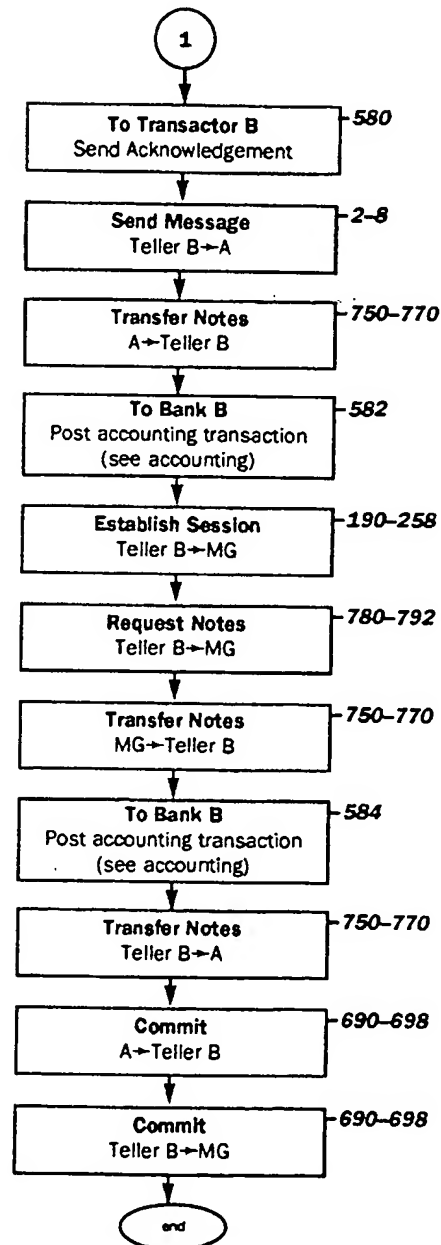 1
To Transactor B
Send Acknowledgement
580
Send Message
Teller B→A
2–8
Transfer Notes
A→Teller B
750–770
To Bank B
Post accounting transaction
(see accounting)
582
Establish Session
Teller B→MG
190–258
Request Notes
Teller B→MG
780–792
Transfer Notes
MG→Teller B
750–770
To Bank B
Post accounting transaction
(see accounting)
584
Transfer Notes
Teller B→A
750–770
Commit
A→Teller B
690–698
Commit
Teller B→MG
690–698
end